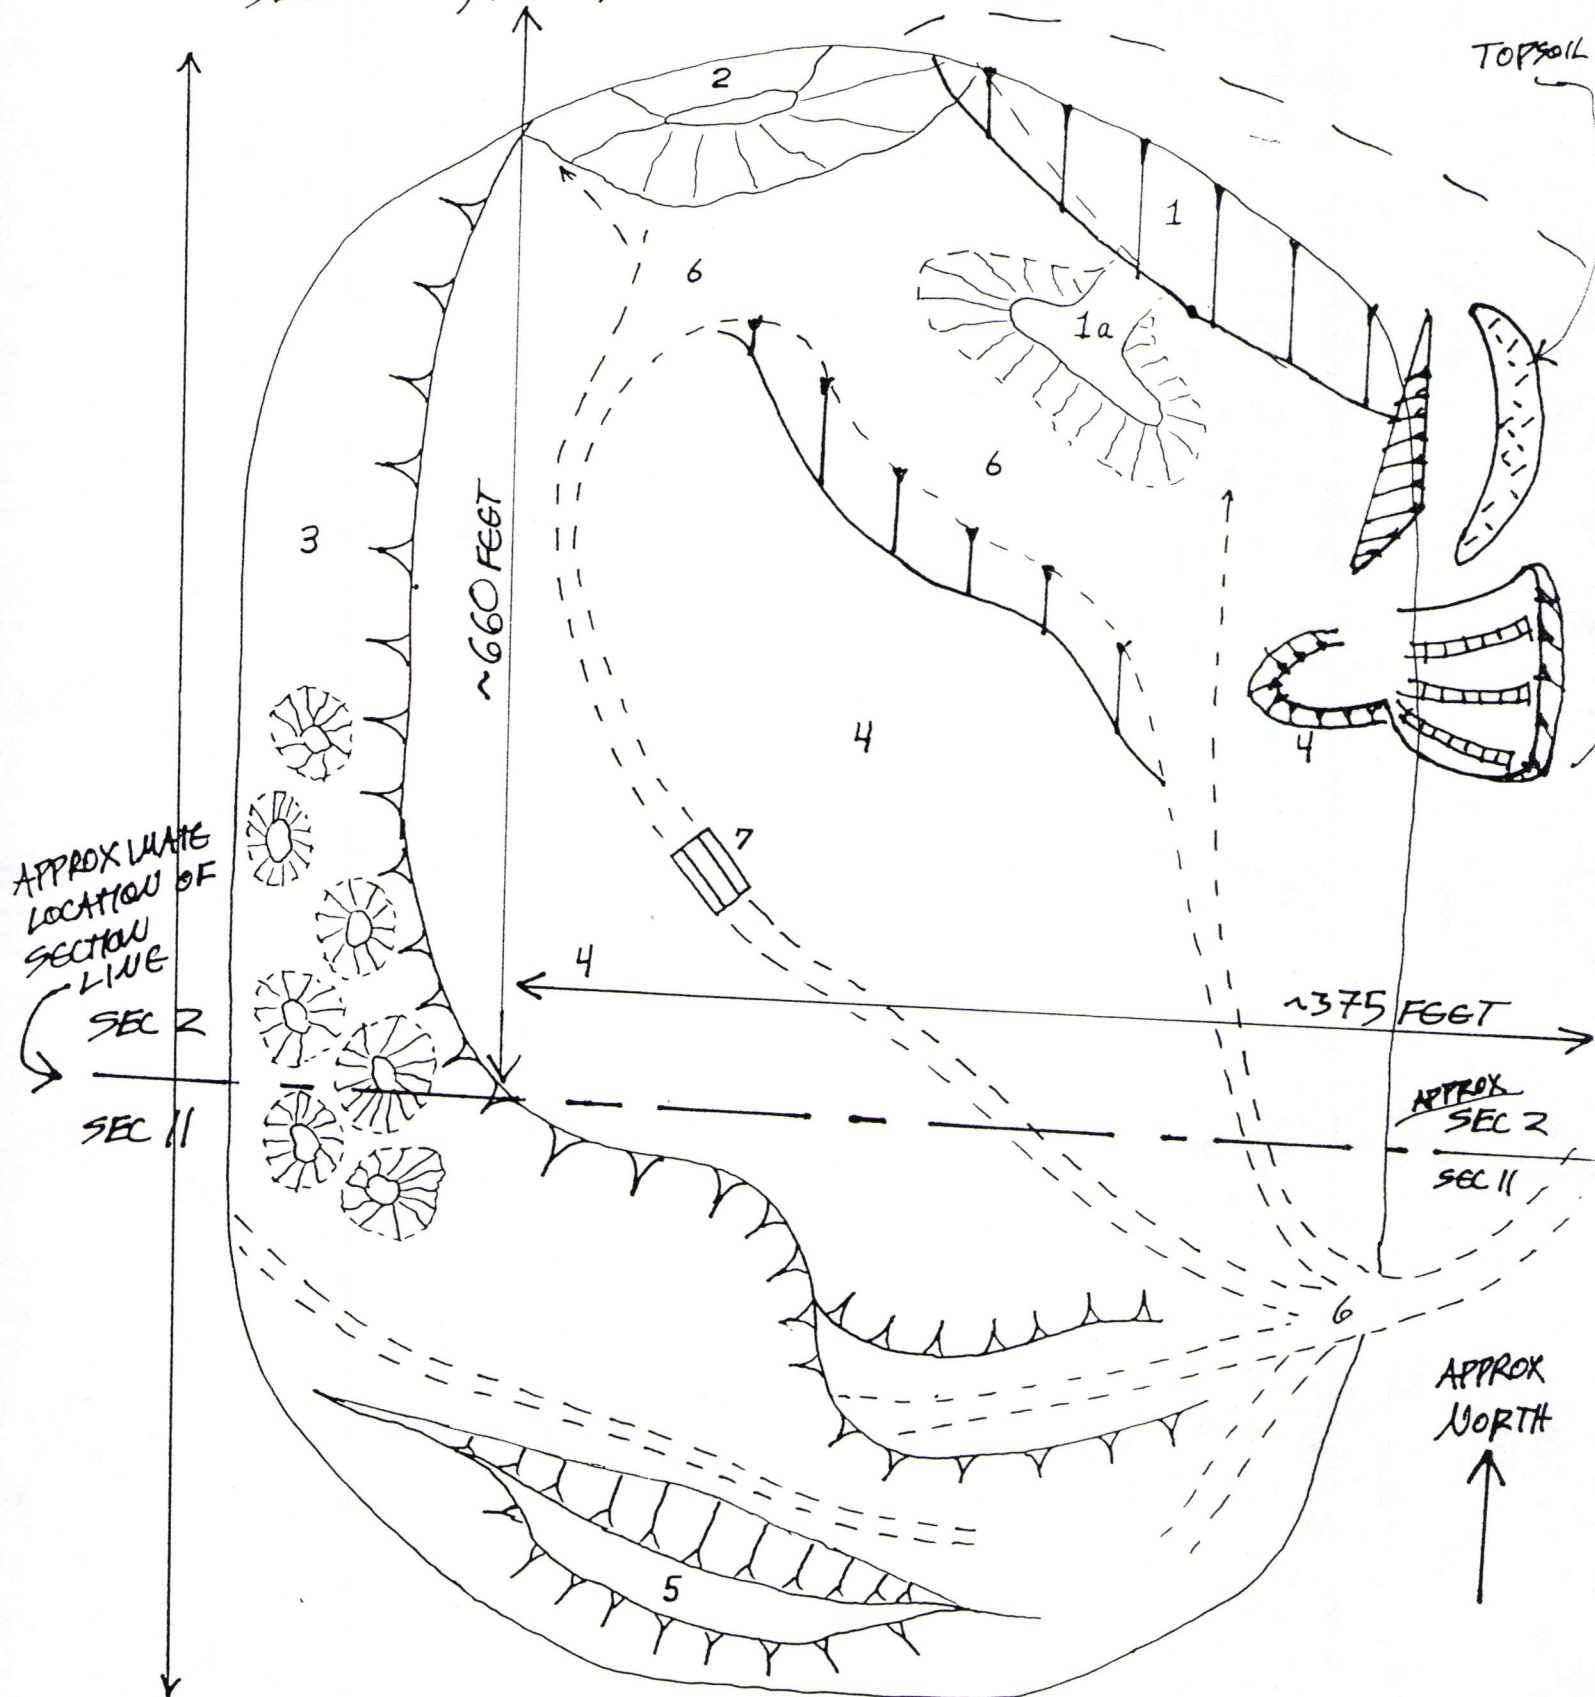 TOPSOIL
2
1
6
1a
6
3
~660 FEET
4
4
7
APPROXIMATE
LOCATION OF
SECTION
LINE
4
~375 FEET
SEC 2
SEC 11
APPROX
SEC 2
SEC 11
6
APPROX
NORTH
5